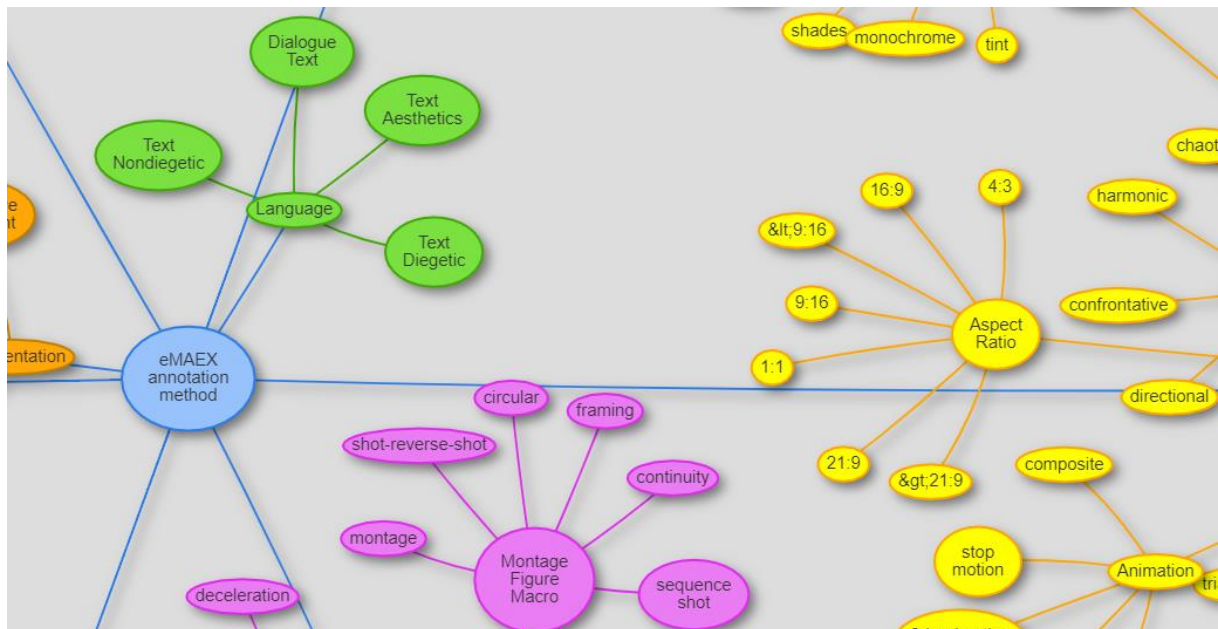 Dialogue
Text
Text
Aesthetics
Text
Nondiegetic
Language
Text
Diegetic
entation
eMAEX
annotation
method
circular
framing
shot-reverse-shot
continuity
montage
Montage
Figure
Macro
sequence
shot
deceleration
shades
monochrome
tint
16:9
4:3
&lt;9:16
9:16
1:1
Aspect
Ratio
21:9
&gt;21:9
chaot
harmonic
confrontative
directional
composite
stop
motion
Animation
tri